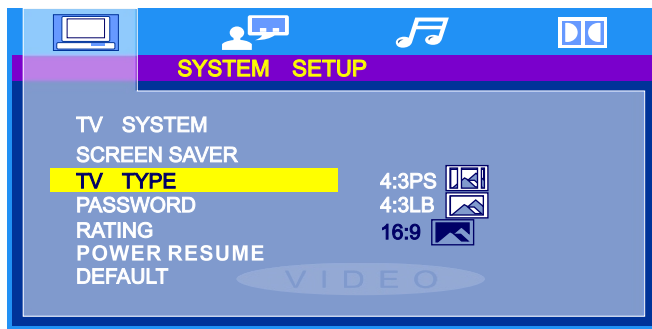 SYSTEM SETUP
TV SYSTEM
SCREEN SAVER
TV TYPE 4:3PS
PASSWORD 4:3LB
RATING 16:9
POWER RESUME
DEFAULT
VIDEO